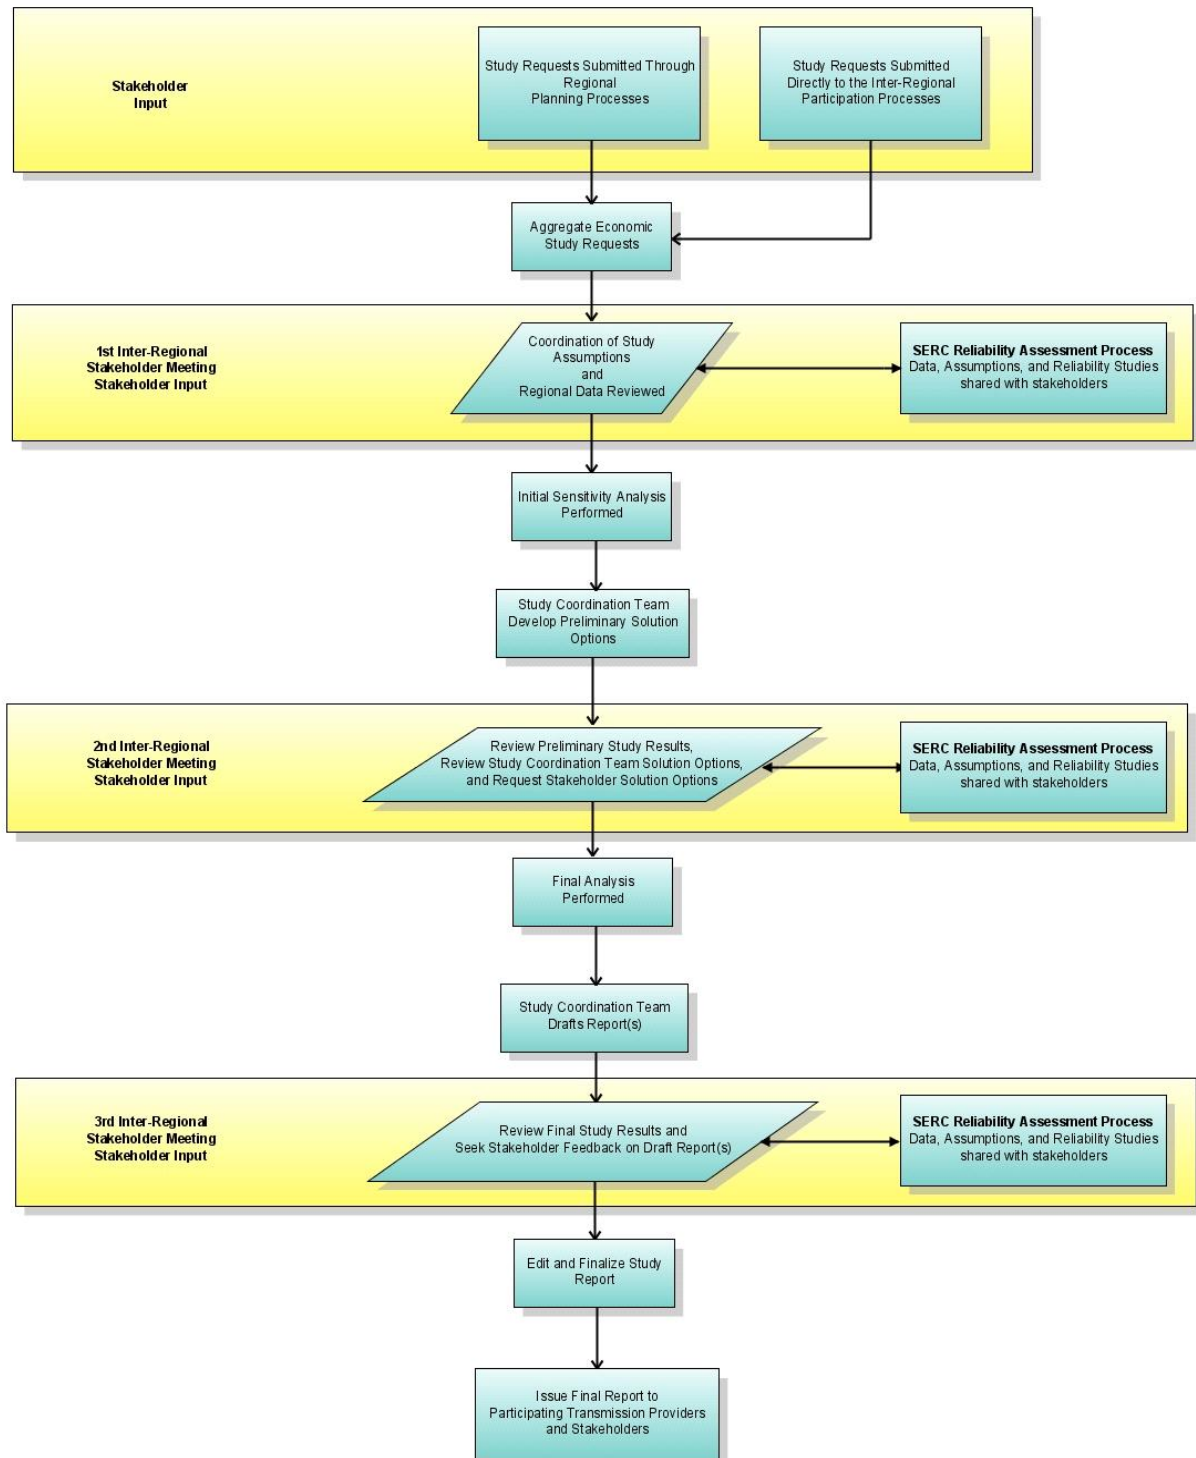 Stakeholder
Input
Study Requests Submitted Through
Regional
Planning Processes
Study Requests Submitted
Directly to the Inter-Regional
Participation Processes
Aggregate Economic
Study Requests
1st Inter-Regional
Stakeholder Meeting
Stakeholder Input
Coordination of Study
Assumptions
and
Regional Data Reviewed
SERC Reliability Assessment Process
Data, Assumptions, and Reliability Studies
shared with stakeholders
Initial Sensitivity Analysis
Performed
Study Coordination Team
Develop Preliminary Solution
Options
2nd Inter-Regional
Stakeholder Meeting
Stakeholder Input
Review Preliminary Study Results,
Review Study Coordination Team Solution Options,
and Request Stakeholder Solution Options
SERC Reliability Assessment Process
Data, Assumptions, and Reliability Studies
shared with stakeholders
Final Analysis
Performed
Study Coordination Team
Drafts Report(s)
3rd Inter-Regional
Stakeholder Meeting
Stakeholder Input
Review Final Study Results and
Seek Stakeholder Feedback on Draft Report(s)
SERC Reliability Assessment Process
Data, Assumptions, and Reliability Studies
shared with stakeholders
Edit and Finalize Study
Report
Issue Final Report to
Participating Transmission Providers
and Stakeholders